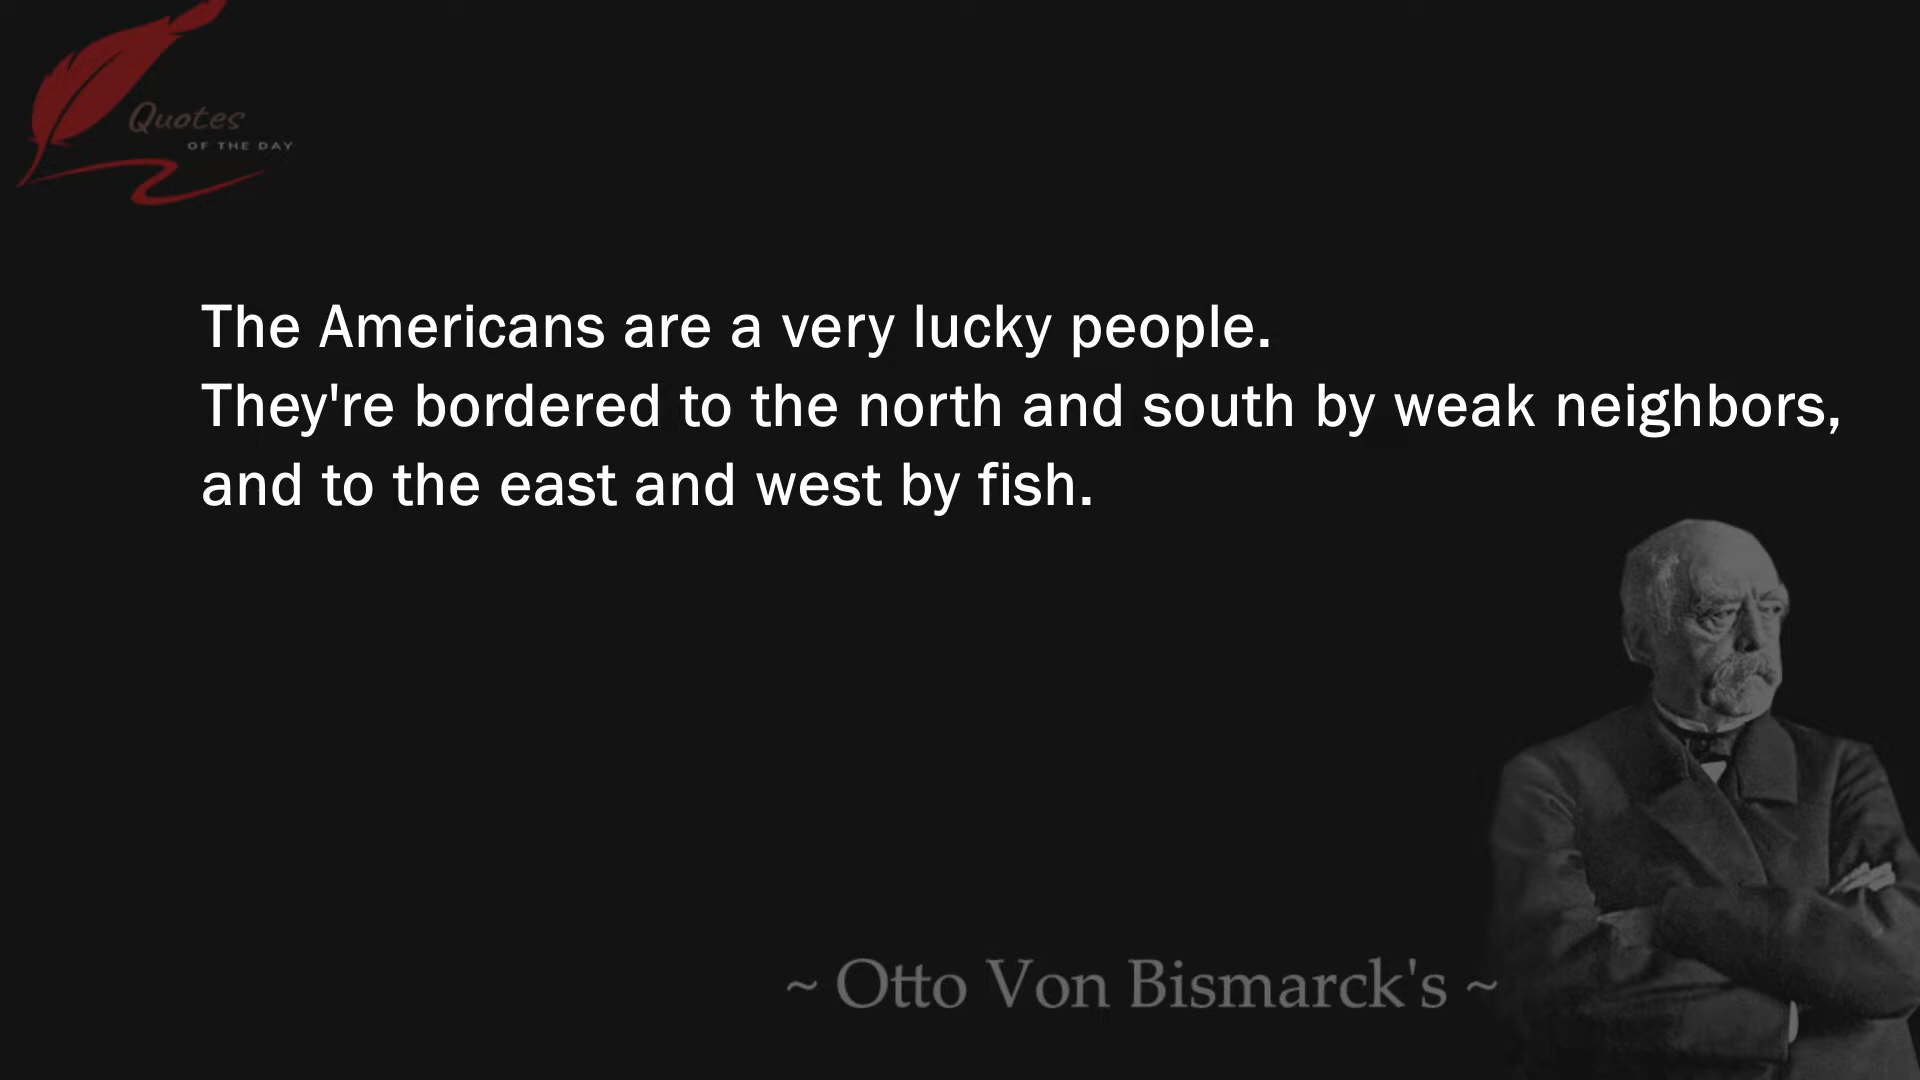 Quotes
OF THE DAY
The Americans are a very lucky people.
They're bordered to the north and south by weak neighbors,
and to the east and west by fish.
~ Otto Von Bismarck's ~